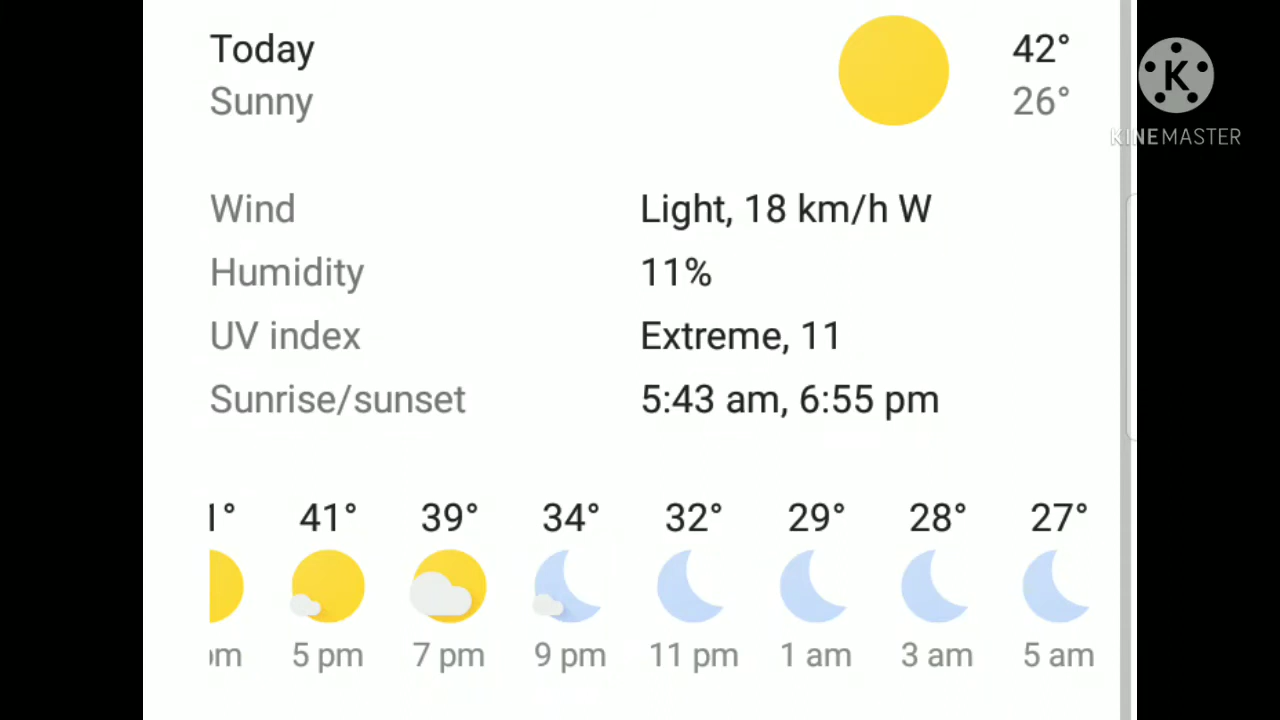 Today
42°
Sunny
26°
K
KINEMASTER
Wind
Light, 18 km/h W
Humidity
11%
UV index
Extreme, 11
Sunrise/sunset
5:43 am, 6:55 pm
1° 41° 39° 34° 32° 29° 28° 27°
5 pm 7 pm 9 pm 11 pm 1 am 3 am 5 am